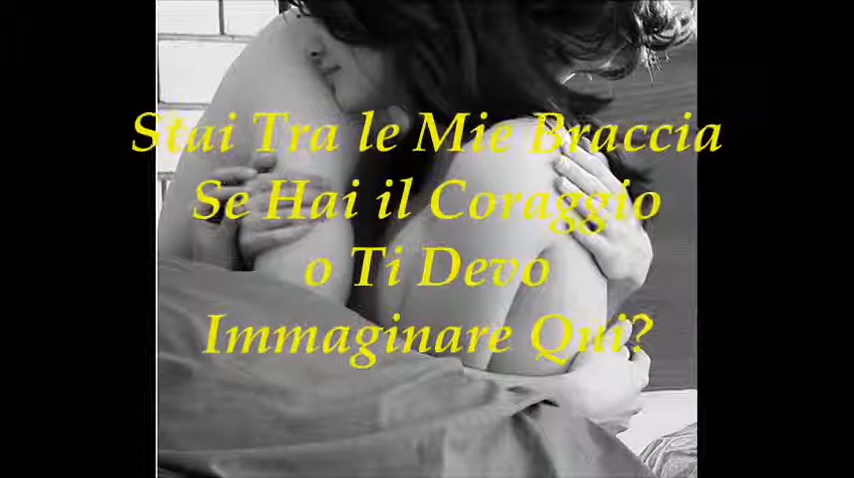 Stai Tra le Mie Braccia
Se Hai il Coraggio
o Ti Devo
Immaginare Qui?